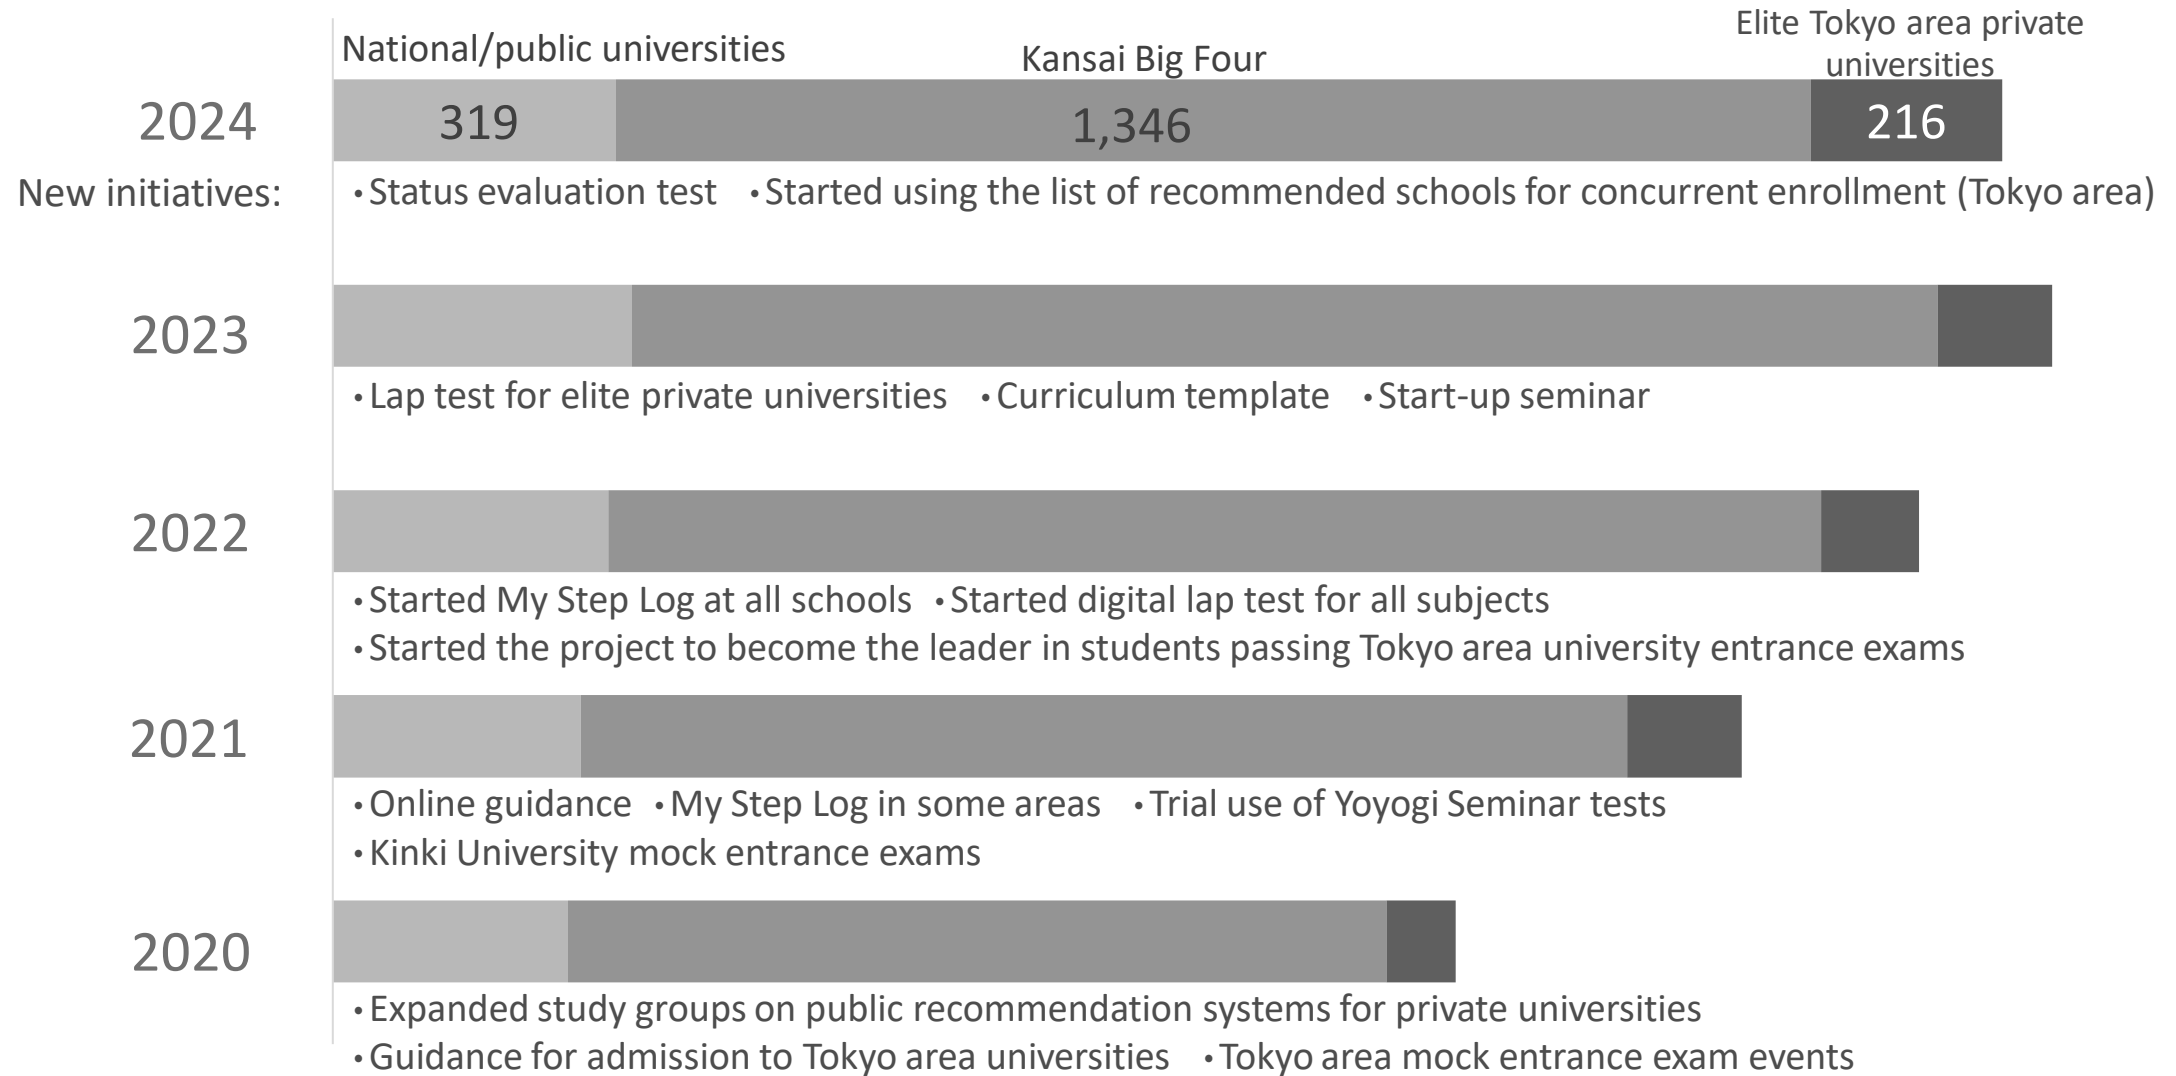 National/public universities
Kansai Big Four
Elite Tokyo area private
universities
2024
319
1,346
216
New initiatives:
・Status evaluation test ・Started using the list of recommended schools for concurrent enrollment (Tokyo area)
2023
・Lap test for elite private universities ・Curriculum template ・Start-up seminar
2022
・Started My Step Log at all schools ・Started digital lap test for all subjects
・Started the project to become the leader in students passing Tokyo area university entrance exams
2021
・Online guidance ・My Step Log in some areas ・Trial use of Yoyogi Seminar tests
・Kinki University mock entrance exams
2020
・Expanded study groups on public recommendation systems for private universities
・Guidance for admission to Tokyo area universities ・Tokyo area mock entrance exam events